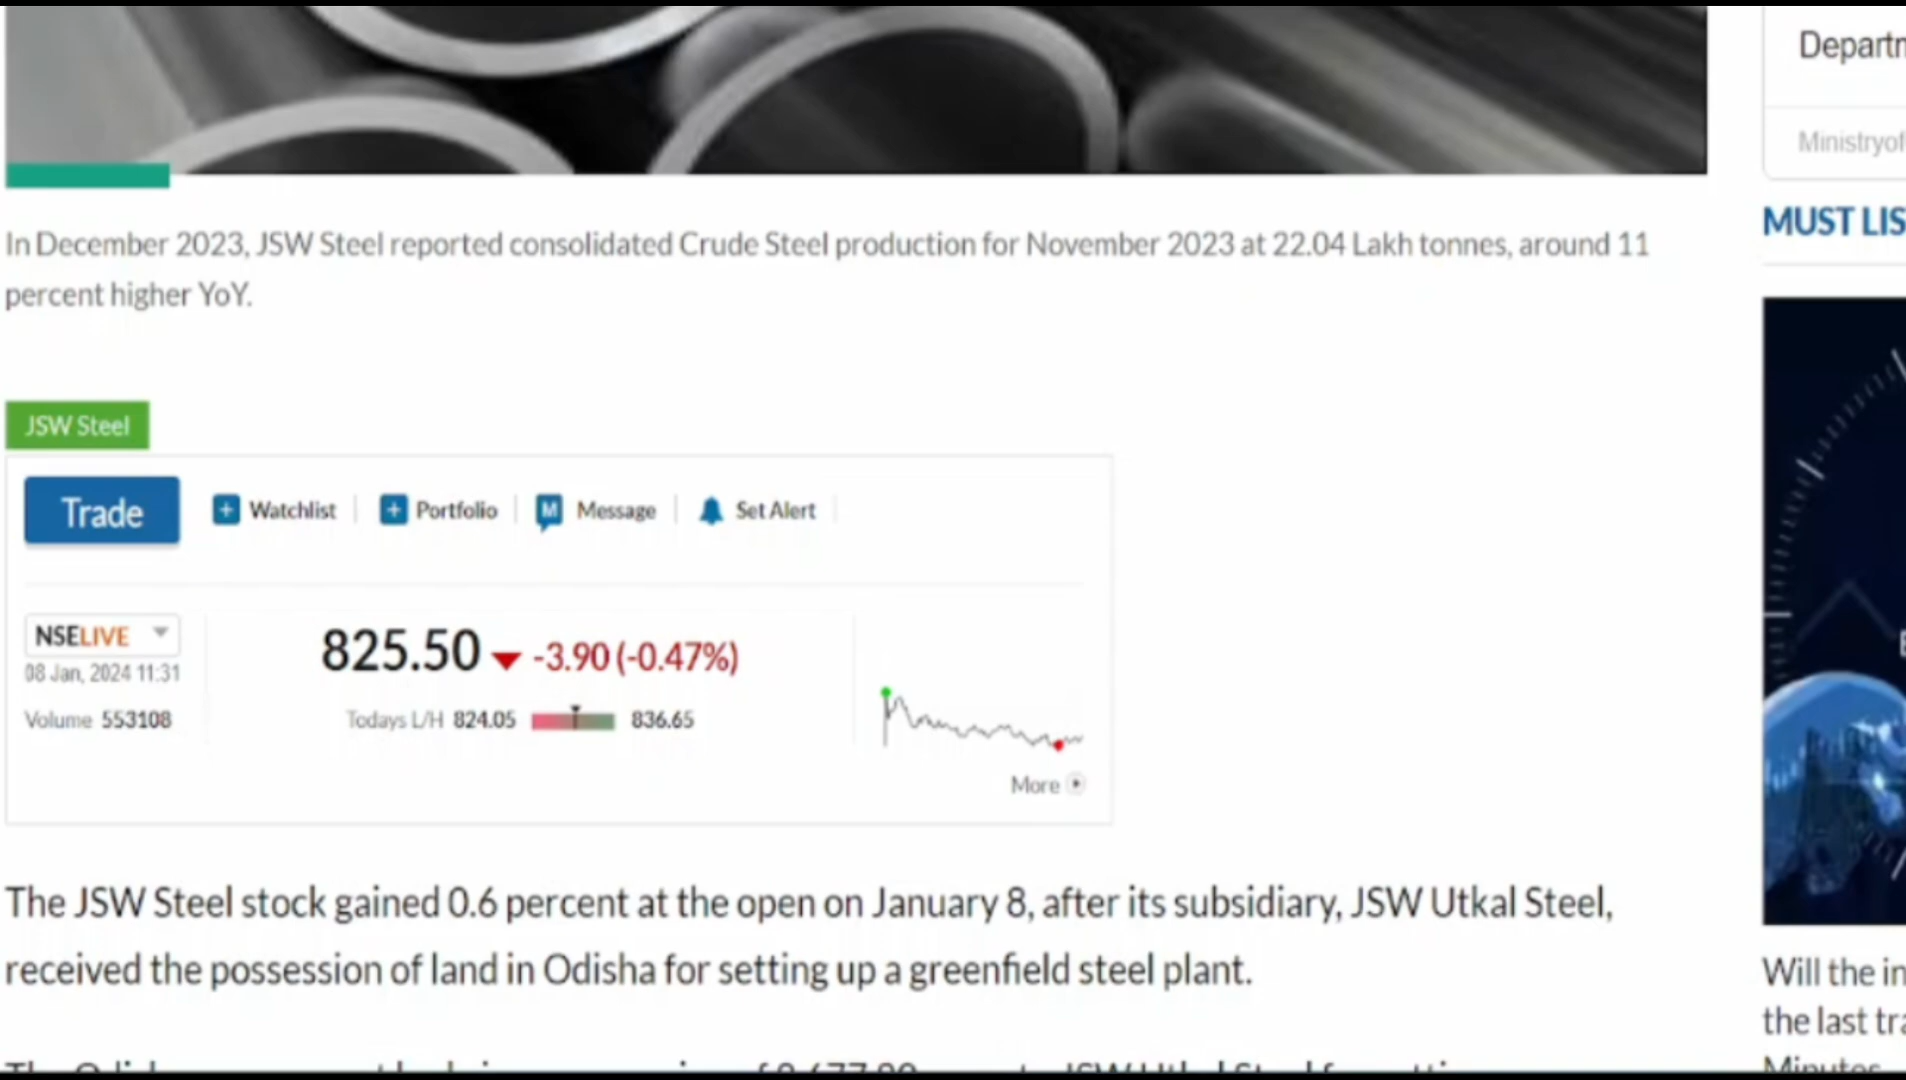 In December 2023, JSW Steel reported consolidated Crude Steel production for November 2023 at 22.04 Lakh tonnes, around 11
percent higher YoY.
JSW Steel
Trade
Watchlist
Portfolio
M Message
Set Alert
NSELIVE
08 Jan, 2024 11:31
Volume 553108
825.50 -3.90 (-0.47%)
Todays L/H 824.05 836.65
More
The JSW Steel stock gained 0.6 percent at the open on January 8, after its subsidiary, JSW Utkal Steel,
received the possession of land in Odisha for setting up a greenfield steel plant.
Departm
Ministryof
MUST LIS
Will the in
the last tra
Minutes